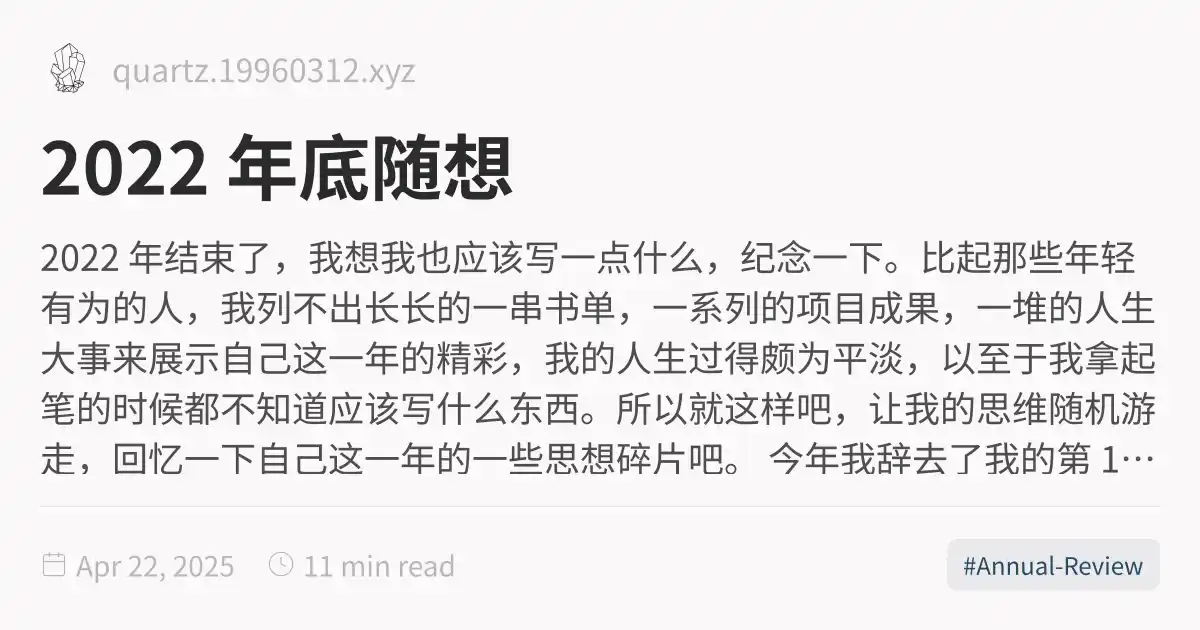 quartz.19960312.xyz
2022 年底随想
2022 年结束了，我想我也应该写一点什么，纪念一下。比起那些年轻
有为的人，我列不出长长的一串书单，一系列的项目成果，一堆的人生
大事来展示自己这一年的精彩，我的人生过得颇为平淡，以至于我拿起
笔的时候都不知道应该写什么东西。所以就这样吧，让我的思维随机游
走，回忆一下自己这一年的一些思想碎片吧。 今年我辞去了我的第 1…
Apr 22, 2025 11 min read #Annual-Review